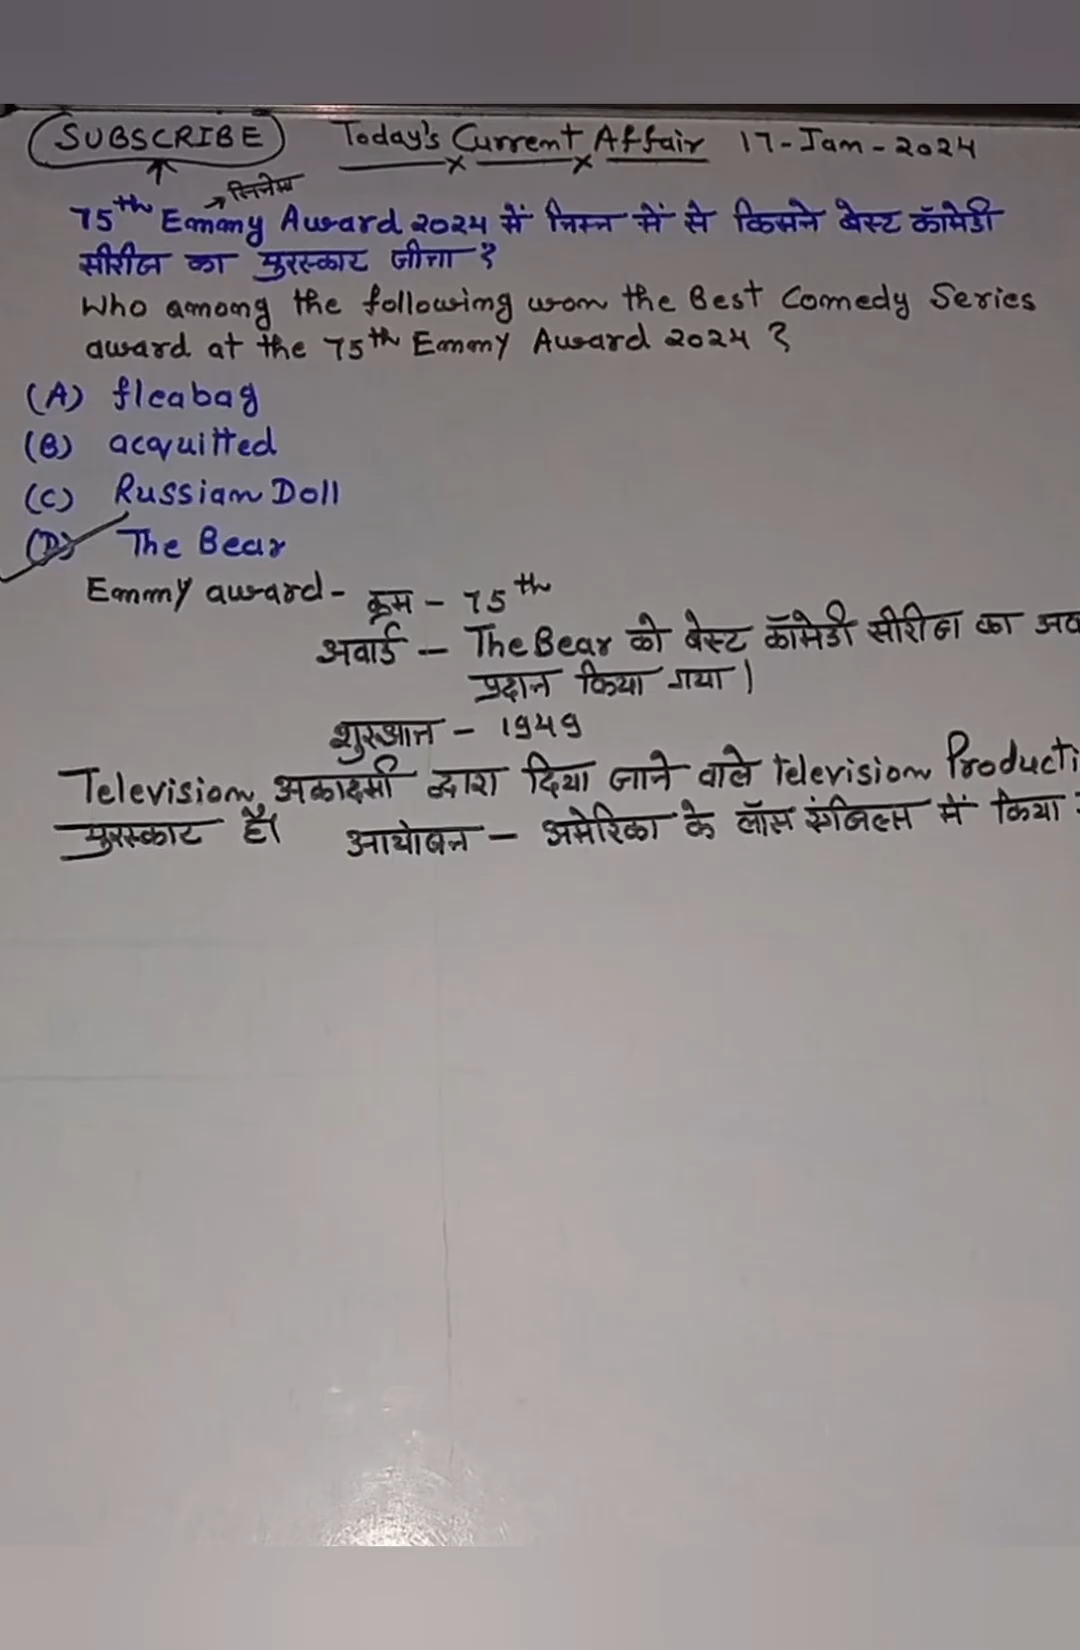 SUBSCRIBE Today's Current Affair 17-Jan-2024
सिनेमा
75th Emmy Award 2024 में निम्न में से किसने बेस्ट कॉमेडी
सीरीज का पुरस्कार जीता ?
Who among the following won the Best Comedy Series
award at the 75th Emmy Award 2024 ?
(A) fleabag
(B) acquitted
(C) Russian Doll
(D) The Bear
Emmy award - क्रम - 75th
अवार्ड - The Bear को बेस्ट कॉमेडी सीरीज का अव
प्रदान किया गया।
शुरुआत - 1949
Television अकादमी द्वारा दिया जाने वाले television Producti
पुरस्कार है। आयोजन - अमेरिका के लॉस एंजिल्स में किया